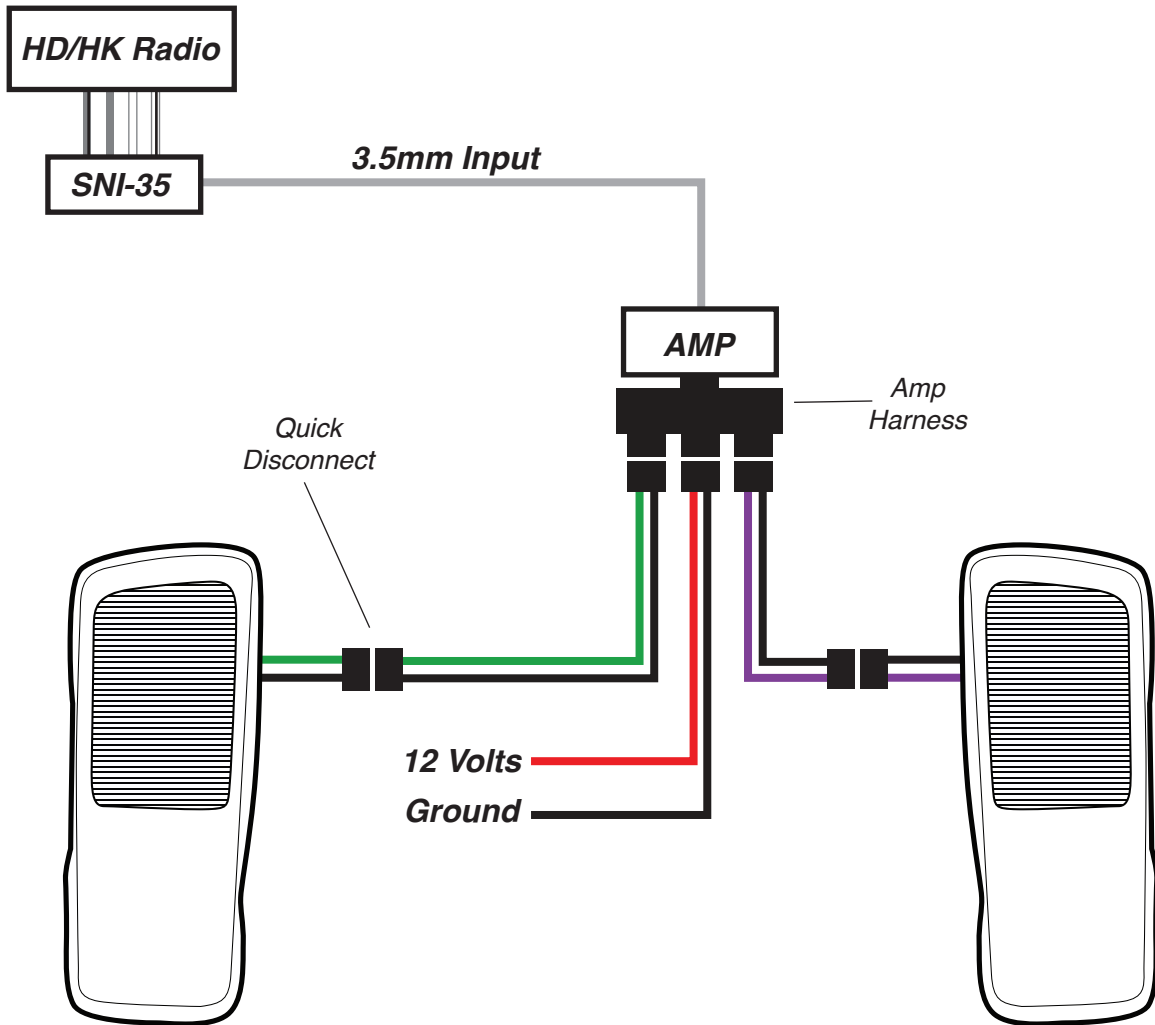 HD/HK Radio
SNI-35
3.5mm Input
AMP
Amp
Harness
Quick
Disconnect
12 Volts
Ground